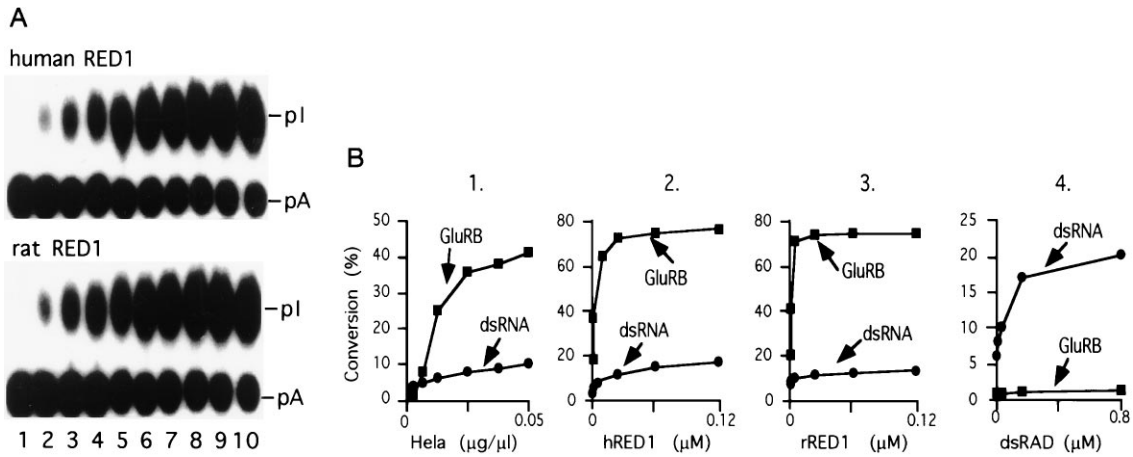 A
human RED1
pI
pA
rat RED1
pI
pA
1 2 3 4 5 6 7 8 9 10
B
1. 2. 3. 4.
Conversion (%)
50
40
30
20
10
0
GluRB
dsRNA
0 0.05
Hela (µg/µl)
80
60
40
20
0
GluRB
dsRNA
0 0.12
hRED1 (µM)
80
60
40
20
0
GluRB
dsRNA
0 0.12
rRED1 (µM)
25
20
15
10
5
0
dsRNA
GluRB
0 0.8
dsRAD (µM)